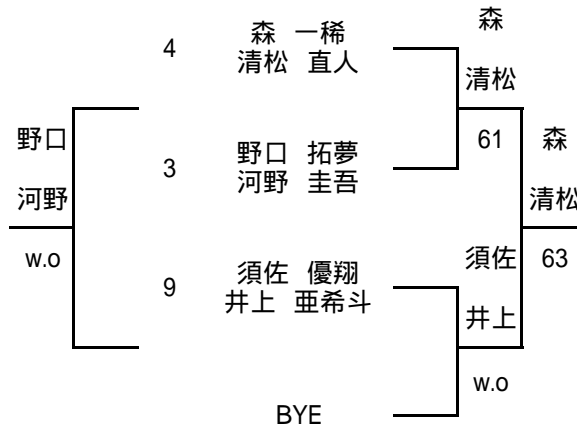 森
4 森 一稀
清松 直人
清松
野口
61 森
3 野口 拓夢
河野 圭吾
河野
清松
w.o
須佐 63
9 須佐 優翔
井上 亜希斗
井上
w.o
BYE